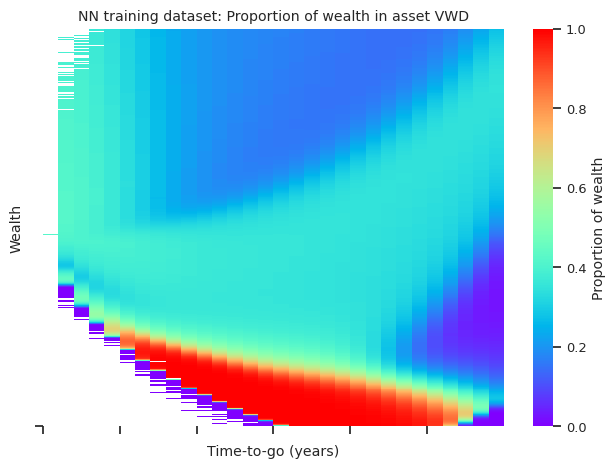 NN training dataset: Proportion of wealth in asset VWD
Wealth
Time-to-go (years)
1.0
0.8
0.6
0.4
0.2
0.0
Proportion of wealth